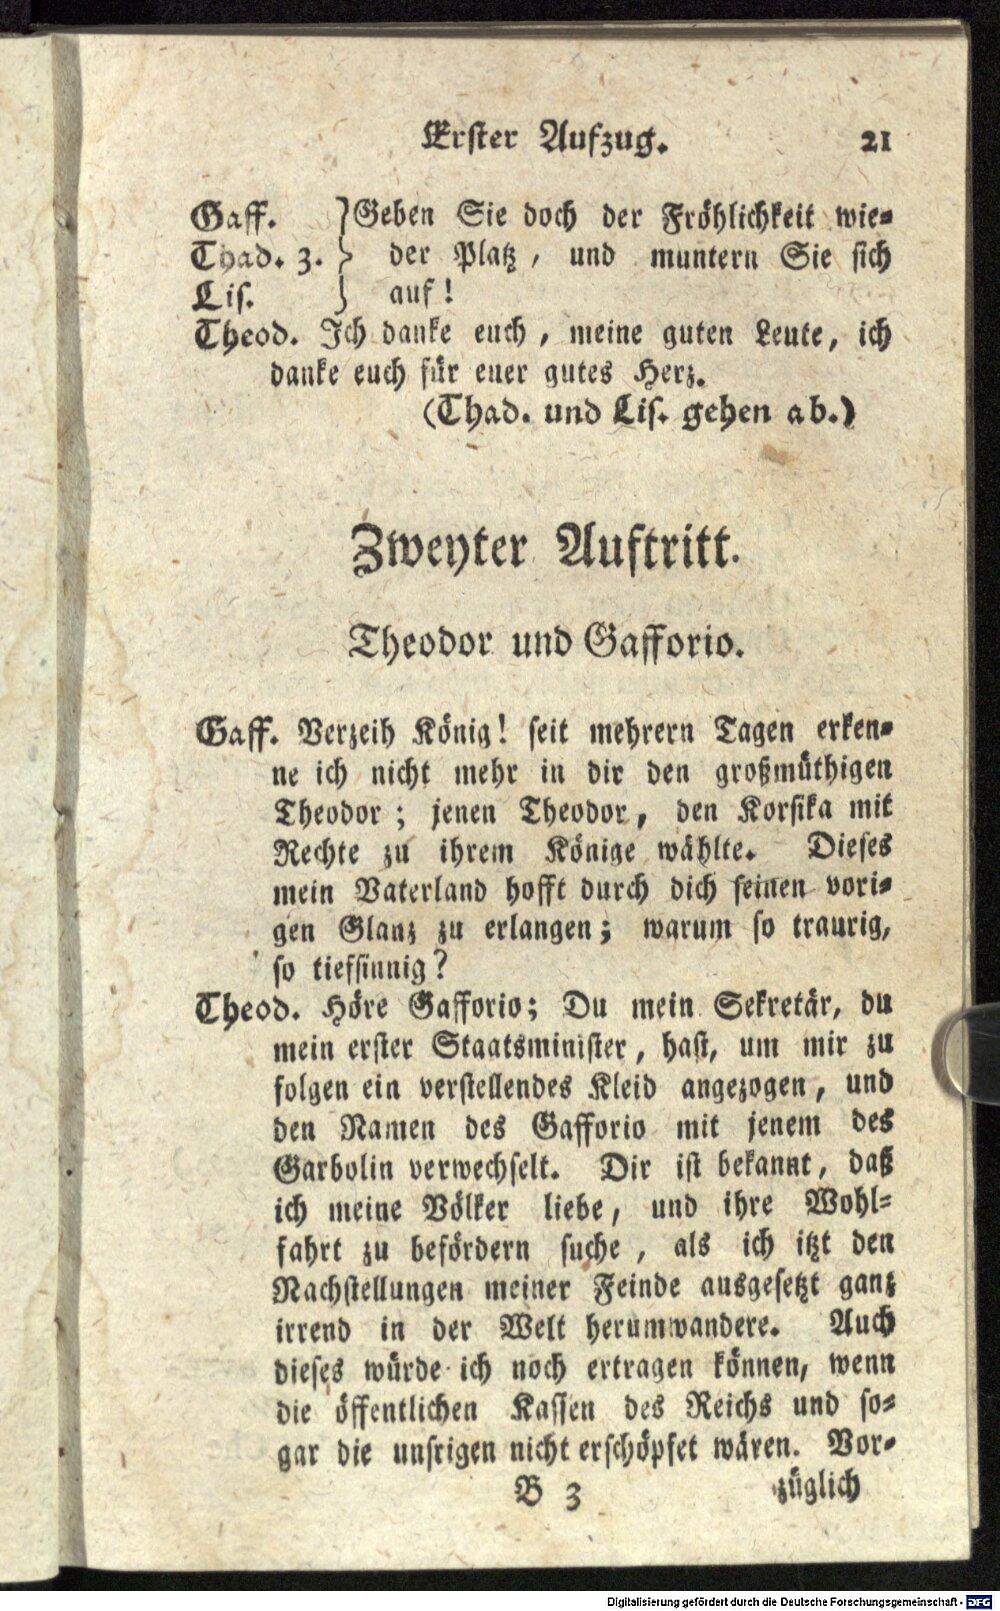 Erster Aufzug. 21
Gaff. } Geben Sie doch der Fröhlichkeit wie-
Thad. 3. } der Platz, und muntern Sie sich
Lis. } auf!
Theod. Ich danke euch, meine guten Leute, ich
danke euch für euer gutes Herz.
(Thad. und Lis. gehen ab.)
Zweyter Auftritt.
Theodor und Gafforio.
Gaff. Verzeih König! seit mehrern Tagen erken-
ne ich nicht mehr in dir den großmüthigen
Theodor; jenen Theodor, den Korsika mit
Rechte zu ihrem Könige wählte. Dieses
mein Vaterland hofft durch dich seinen vori-
gen Glanz zu erlangen; warum so traurig,
so tiefsinnig?
Theod. Höre Gafforio; Du mein Sekretär, du
mein erster Staatsminister, hast, um mir zu
folgen ein verstellendes Kleid angezogen, und
den Namen des Gafforio mit jenem des
Garbolin verwechselt. Dir ist bekannt, daß
ich meine Völker liebe, und ihre Wohl-
fahrt zu befördern suche, als ich itzt den
Nachstellungen meiner Feinde ausgesetzt ganz
irrend in der Welt herumwandere. Auch
dieses würde ich noch ertragen können, wenn
die öffentlichen Kassen des Reichs und so-
gar die unsrigen nicht erschöpfet wären. Vor-
B 3 züglich
Digitalisierung gefördert durch die Deutsche Forschungsgemeinschaft - DFG